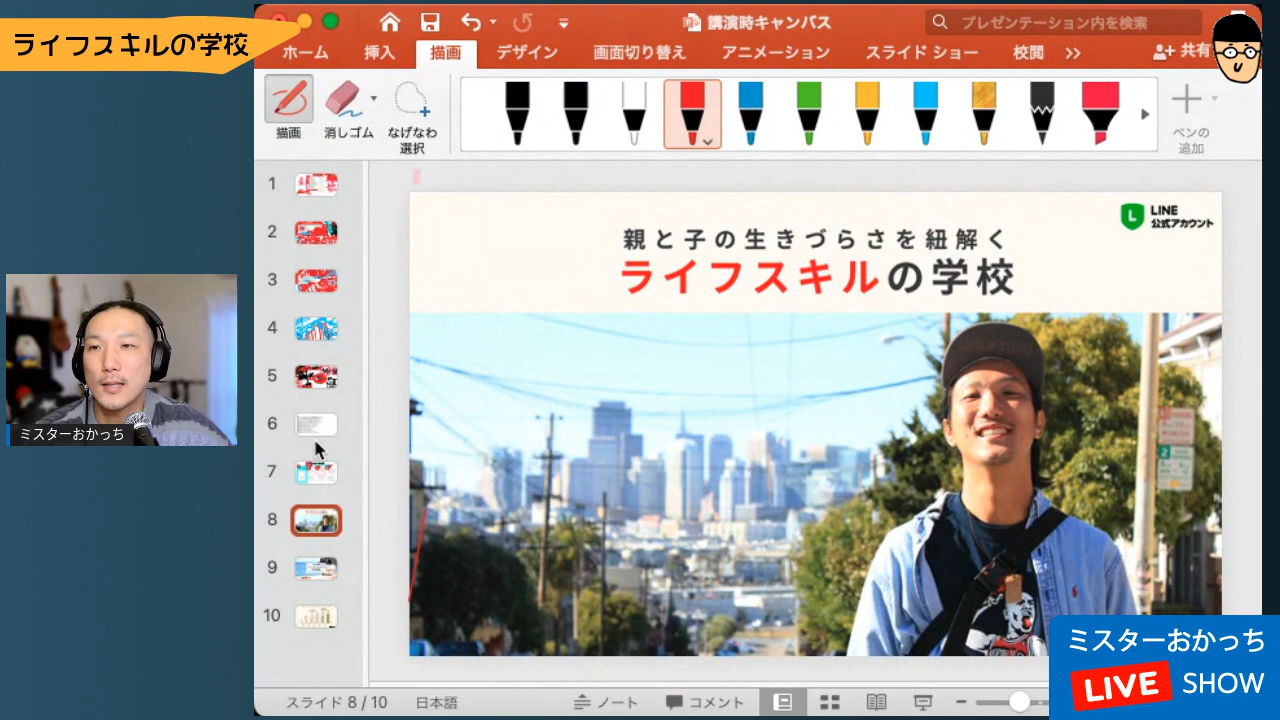 ライフスキルの学校
講演時キャンバス
プレゼンテーション内を検索
ホーム
挿入
描画
デザイン
画面切り替え
アニメーション
スライド ショー
校閲
共有
描画
消しゴム
なげなわ
選択
ペンの
追加
1
2
3
4
5
6
7
8
9
10
LINE
公式アカウント
親と子の生きづらさを紐解く
ライフスキルの学校
ミスターおかっち
スライド 8 / 10
日本語
ノート
コメント
ミスターおかっち
LIVE SHOW